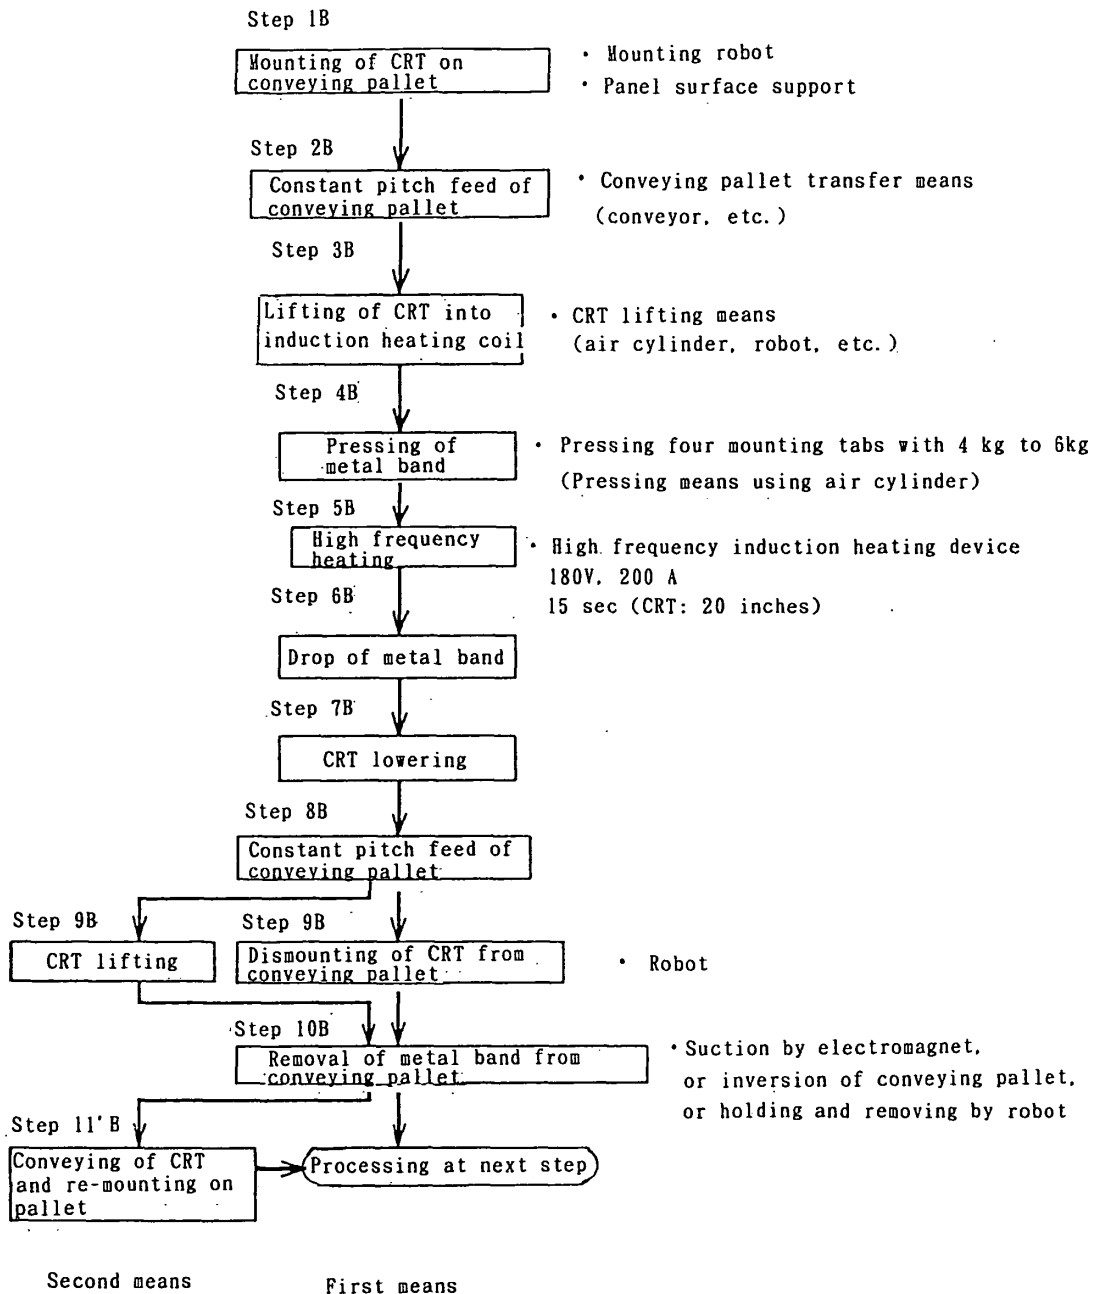 Step 1B
Mounting of CRT on
conveying pallet
· Mounting robot
· Panel surface support
Step 2B
Constant pitch feed of
conveying pallet
· Conveying pallet transfer means
(conveyor, etc.)
Step 3B
Lifting of CRT into
induction heating coil
· CRT lifting means
(air cylinder, robot, etc.)
Step 4B
Pressing of
metal band
· Pressing four mounting tabs with 4 kg to 6kg
(Pressing means using air cylinder)
Step 5B
High frequency
heating
· High frequency induction heating device
180V, 200 A
15 sec (CRT: 20 inches)
Step 6B
Drop of metal band
Step 7B
CRT lowering
Step 8B
Constant pitch feed of
conveying pallet
Step 9B
CRT lifting
Step 9B
Dismounting of CRT from
conveying pallet
· Robot
Step 10B
Removal of metal band from
conveying pallet
· Suction by electromagnet,
or inversion of conveying pallet,
or holding and removing by robot
Step 11'B
Conveying of CRT
and re-mounting on
pallet
Processing at next step
Second means
First means